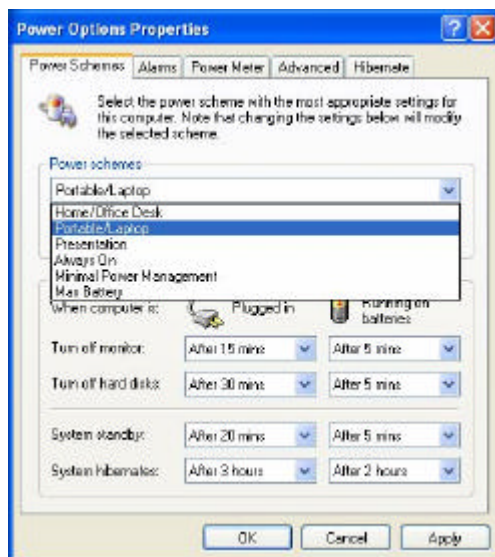 Power Options Properties
Power Schemes Alarms Power Meter Advanced Hibernate
Select the power scheme with the most appropriate settings for
this computer. Note that changing the settings below will modify
the selected scheme.
Power schemes
Portable/Laptop
Home/Office Desk
Portable/Laptop
Presentation
Always On
Minimal Power Management
Max Battery
When computer is: Plugged in Running on
batteries
Turn off monitor: After 15 mins After 5 mins
Turn off hard disks: After 30 mins After 5 mins
System standby: After 20 mins After 5 mins
System hibernates: After 3 hours After 2 hours
OK Cancel Apply